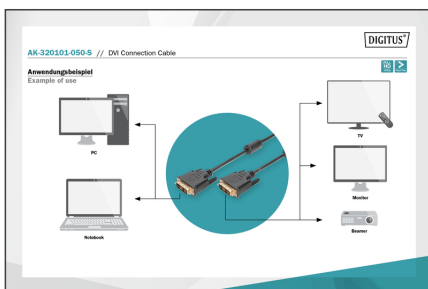 DIGITUS®
AK-320101-050-S // DVI Connection Cable
Anwendungsbeispiel
Example of use
PC
TV
Monitor
Notebook
Beamer